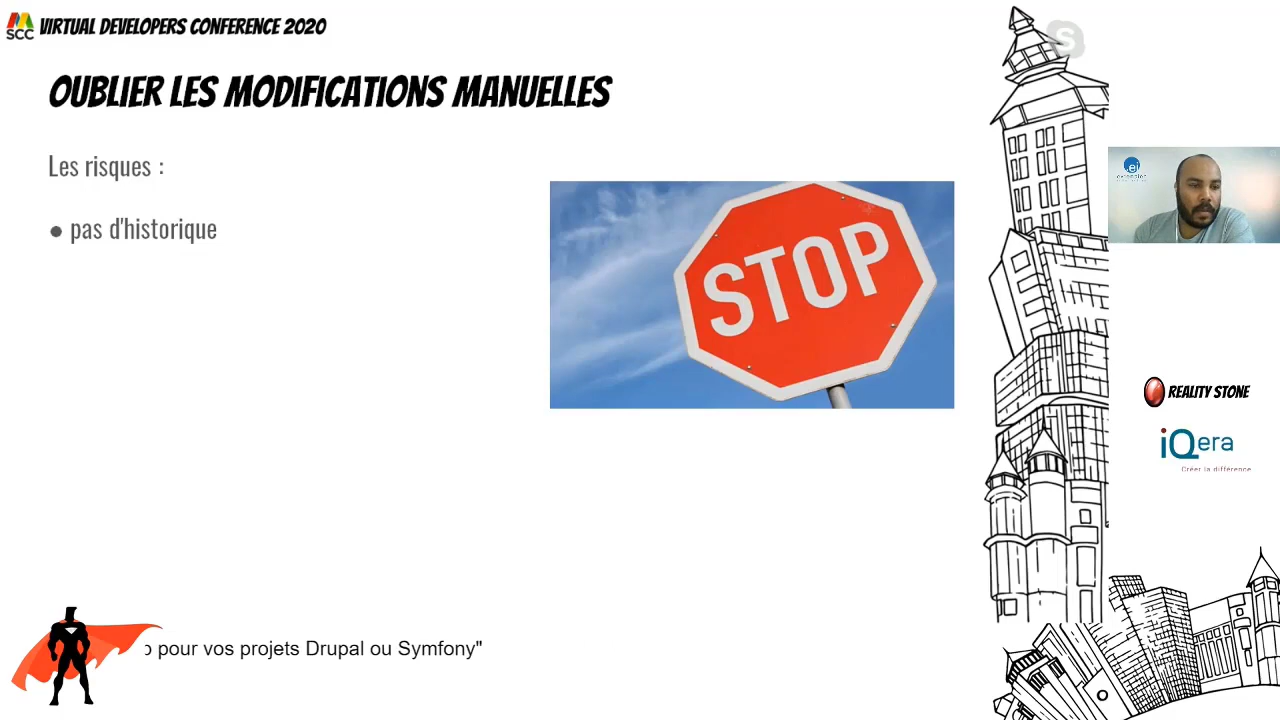 SCC VIRTUAL DEVELOPERS CONFERENCE 2020
OUBLIER LES MODIFICATIONS MANUELLES
Les risques :
● pas d'historique
STOP
S
ej
REALITY STONE
iQera
Créer la différence
pour vos projets Drupal ou Symfony"